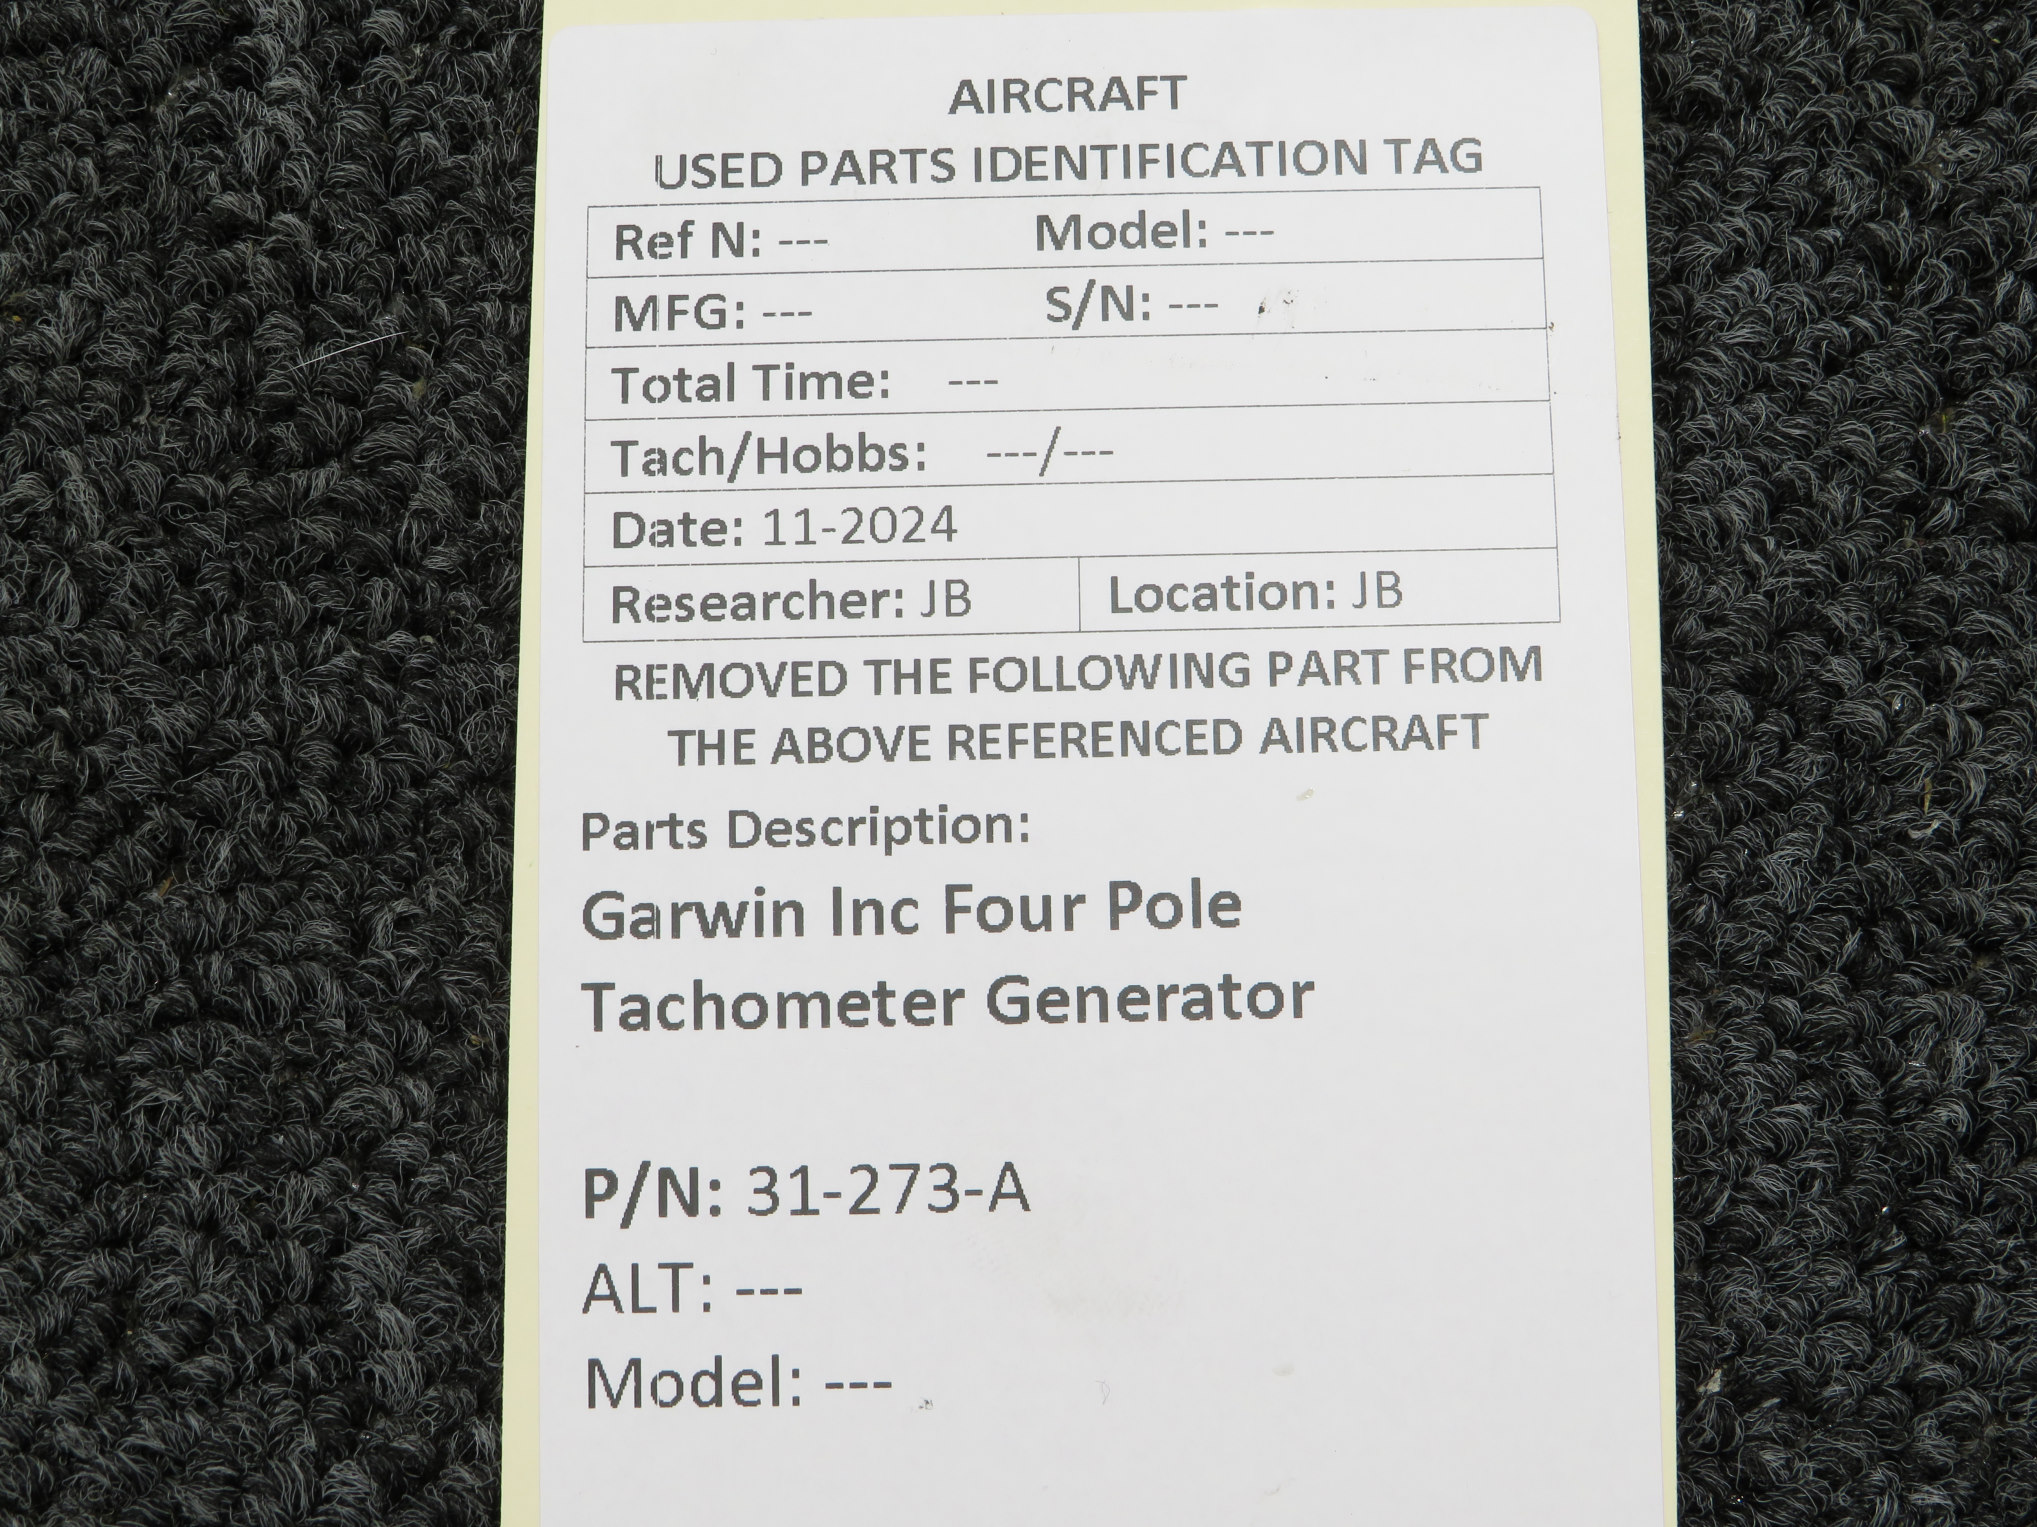 AIRCRAFT
USED PARTS IDENTIFICATION TAG
Ref N: --- Model: ---
MFG: --- S/N: ---
Total Time: ---
Tach/Hobbs: ---/---
Date: 11-2024
Researcher: JB Location: JB
REMOVED THE FOLLOWING PART FROM
THE ABOVE REFERENCED AIRCRAFT
Parts Description:
Garwin Inc Four Pole
Tachometer Generator
P/N: 31-273-A
ALT: ---
Model: ---